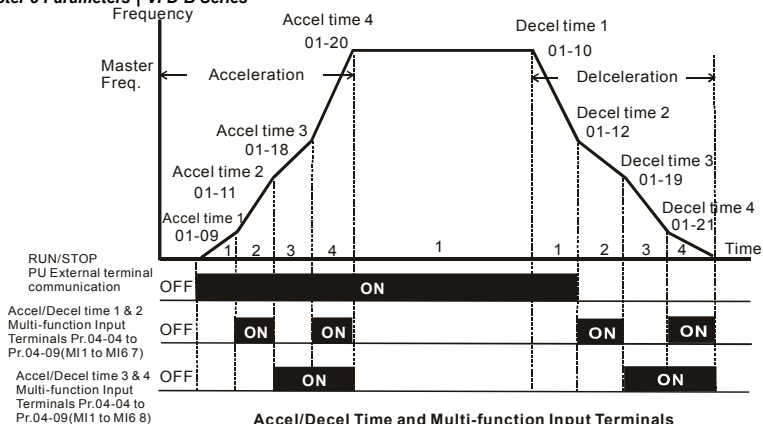 Parameters | VFD-B Series
Frequency
Accel time 4
01-20
Decel time 1
01-10
Master
Freq.
Acceleration
Delceleration
Accel time 3
01-18
Decel time 2
01-12
Accel time 2
01-11
Decel time 3
01-19
Accel time 1
01-09
Decel time 4
01-21
1 2 3 4 1 1 2 3 4 Time
RUN/STOP
PU External terminal
communication
OFF ON
Accel/Decel time 1 & 2
Multi-function Input
Terminals Pr.04-04 to
Pr.04-09(MI1 to MI6 7)
OFF ON ON ON ON
Accel/Decel time 3 & 4
Multi-function Input
Terminals Pr.04-04 to
Pr.04-09(MI1 to MI6 8)
OFF ON ON
Accel/Decel Time and Multi-function Input Terminals